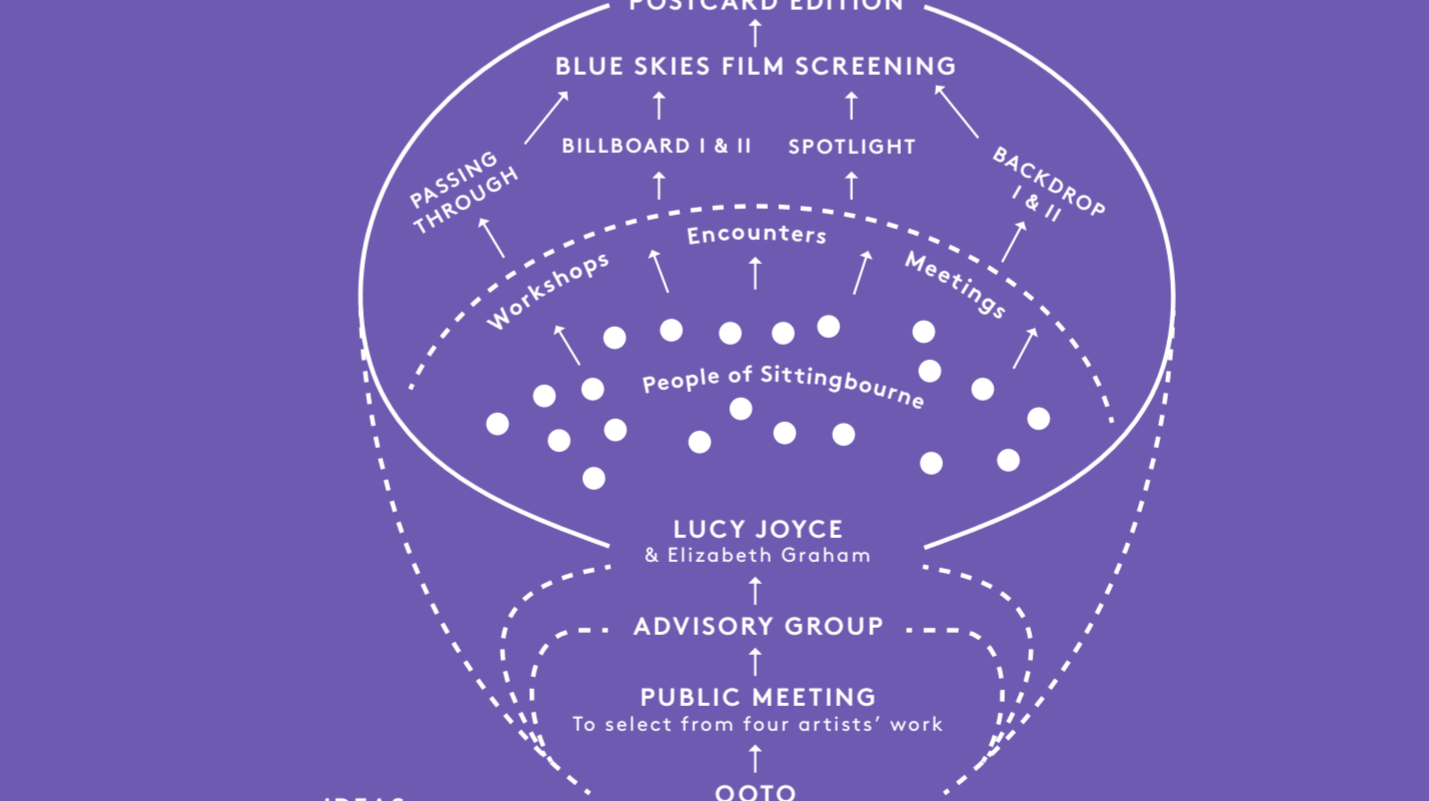 POSTCARD EDITION
BLUE SKIES FILM SCREENING
BILLBOARD I & II
SPOTLIGHT
PASSING
THROUGH
BACKDROP
I & II
Encounters
Workshops
Meetings
People of Sittingbourne
LUCY JOYCE
& Elizabeth Graham
ADVISORY GROUP
PUBLIC MEETING
To select from four artists’ work
OOTO
IDEAS